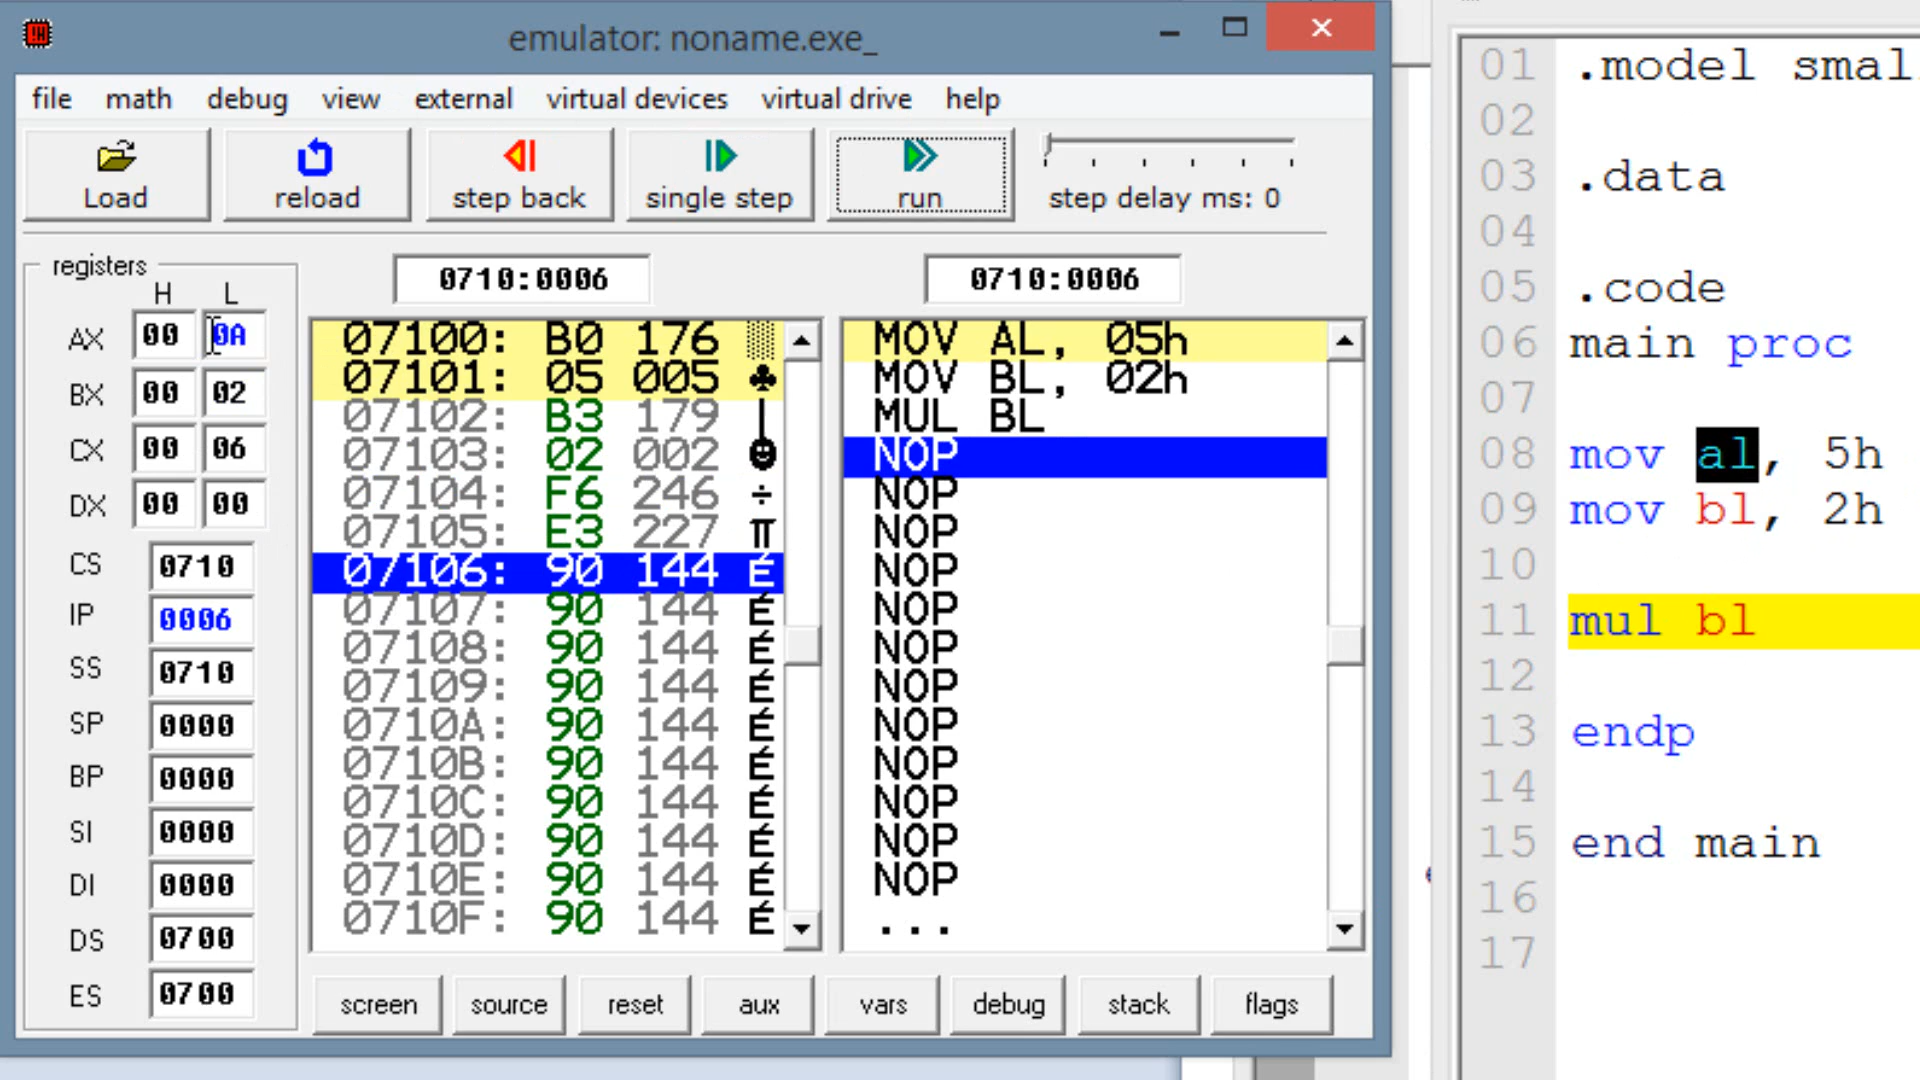 emulator: noname.exe_
file math debug view external virtual devices virtual drive help
Load reload step back single step run step delay ms: 0
registers
H L
AX 00 0A
BX 00 02
CX 00 06
DX 00 00
CS 0710
IP 0006
SS 0710
SP 0000
BP 0000
SI 0000
DI 0000
DS 0700
ES 0700
0710:0006
07100: B0 176 ▒
07101: 05 005 ♣
07102: B3 179 │
07103: 02 002 ☻
07104: F6 246 ÷
07105: E3 227 π
07106: 90 144 É
07107: 90 144 É
07108: 90 144 É
07109: 90 144 É
0710A: 90 144 É
0710B: 90 144 É
0710C: 90 144 É
0710D: 90 144 É
0710E: 90 144 É
0710F: 90 144 É
0710:0006
MOV AL, 05h
MOV BL, 02h
MUL BL
NOP
NOP
NOP
NOP
NOP
NOP
NOP
NOP
NOP
NOP
NOP
NOP
...
screen source reset aux vars debug stack flags
01 .model smal
02
03 .data
04
05 .code
06 main proc
07
08 mov al, 5h
09 mov bl, 2h
10
11 mul bl
12
13 endp
14
15 end main
16
17